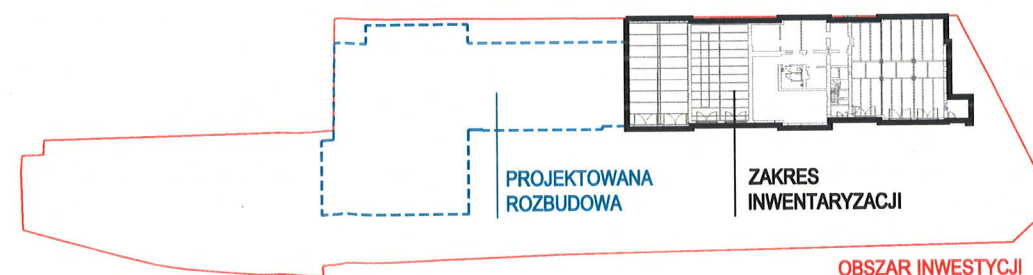 PROJEKTOWANA
ROZBUDOWA
ZAKRES
INWENTARYZACJI
OBSZAR INWESTYCJI